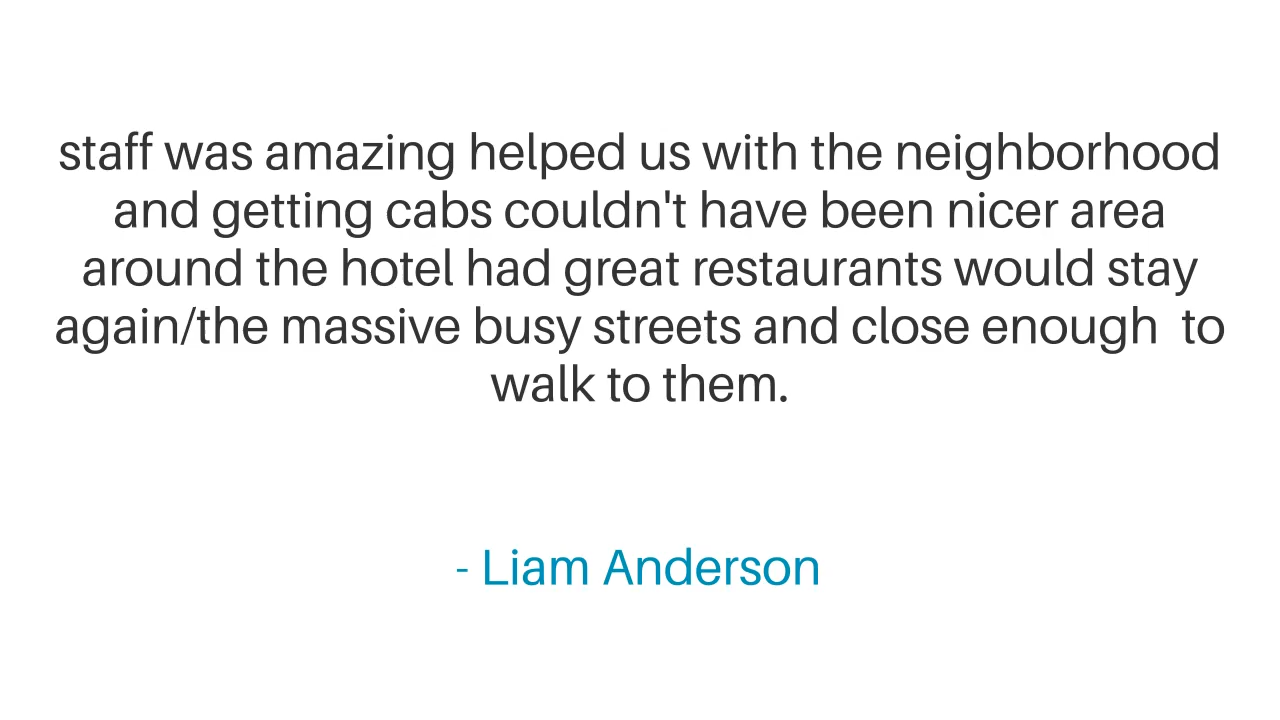 staff was amazing helped us with the neighborhood
and getting cabs couldn't have been nicer area
around the hotel had great restaurants would stay
again/the massive busy streets and close enough  to
walk to them.
- Liam Anderson